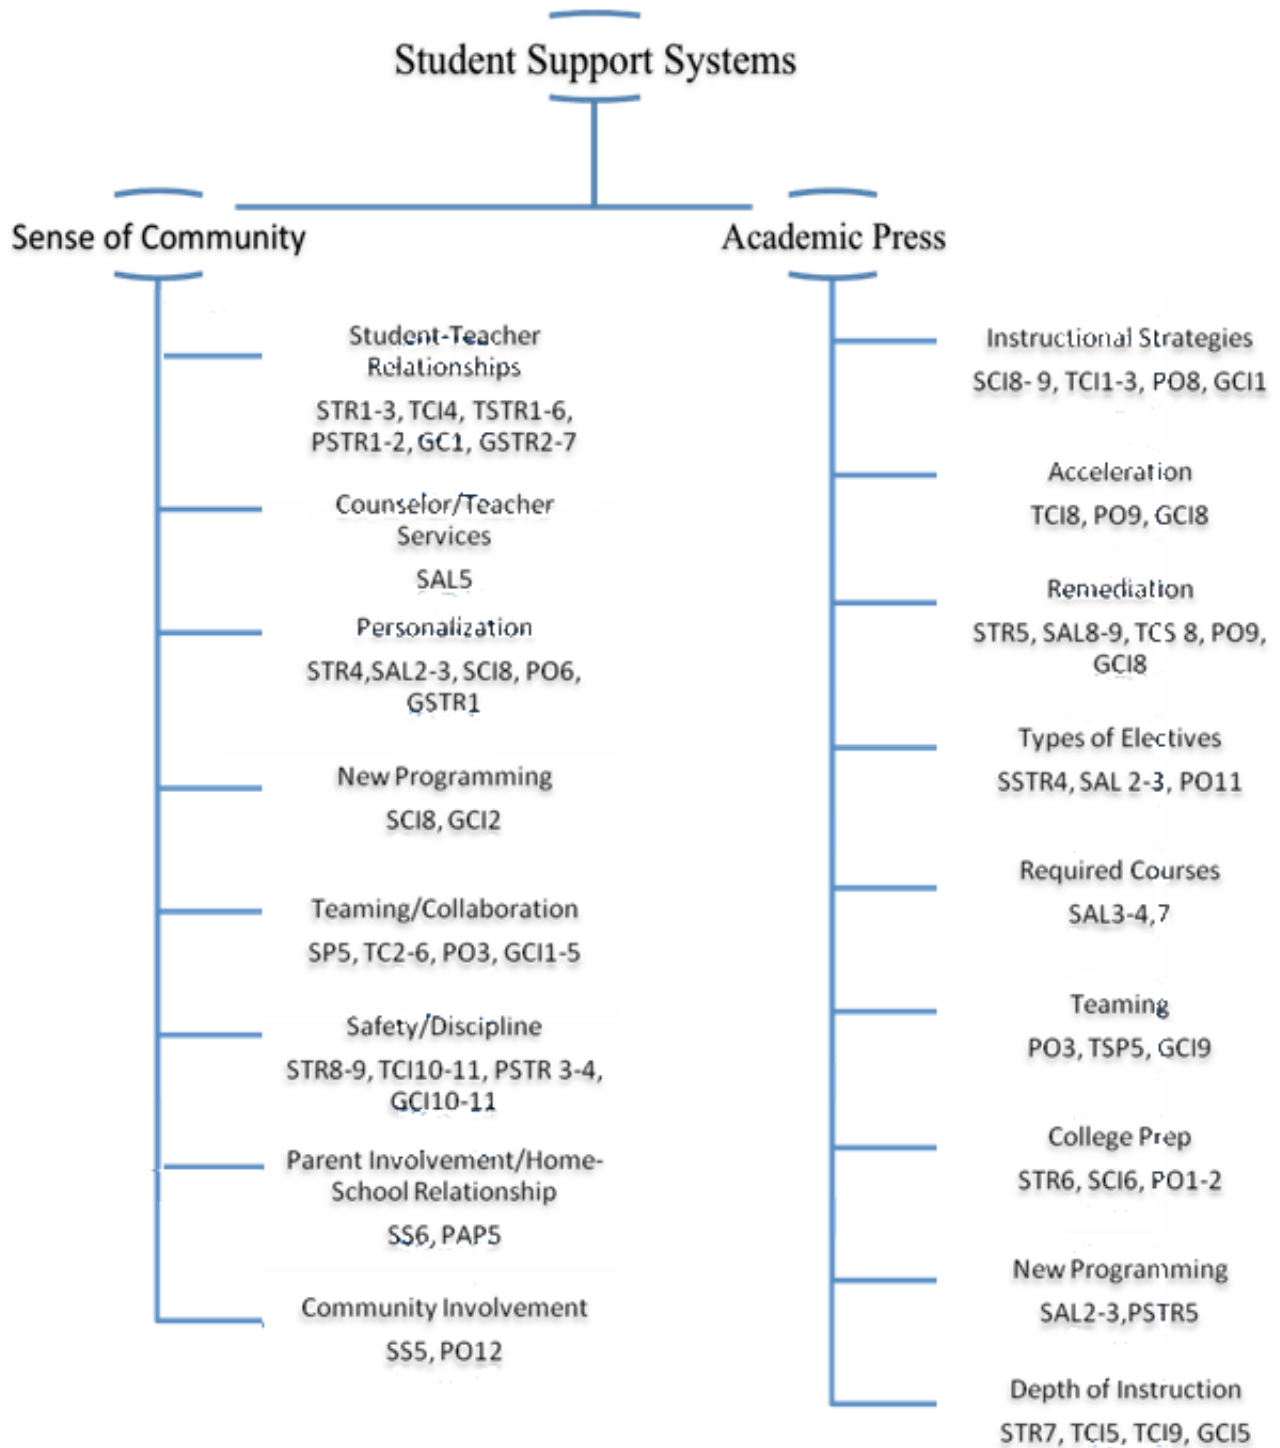 Student Support Systems
Sense of Community
Student-Teacher
Relationships
STR1-3, TCI4, TSTR1-6,
PSTR1-2, GC1, GSTR2-7
Counselor/Teacher
Services
SAL5
Personalization
STR4,SAL2-3, SCI8, PO6,
GSTR1
New Programming
SCI8, GCI2
Teaming/Collaboration
SP5, TC2-6, PO3, GCI1-5
Safety/Discipline
STR8-9, TCI10-11, PSTR 3-4,
GCI10-11
Parent Involvement/Home-
School Relationship
SS6, PAP5
Community Involvement
SS5, PO12
Academic Press
Instructional Strategies
SCI8- 9, TCI1-3, PO8, GCI1
Acceleration
TCI8, PO9, GCI8
Remediation
STR5, SAL8-9, TCS 8, PO9,
GCI8
Types of Electives
SSTR4, SAL 2-3, PO11
Required Courses
SAL3-4,7
Teaming
PO3, TSP5, GCI9
College Prep
STR6, SCI6, PO1-2
New Programming
SAL2-3,PSTR5
Depth of Instruction
STR7, TCI5, TCI9, GCI5